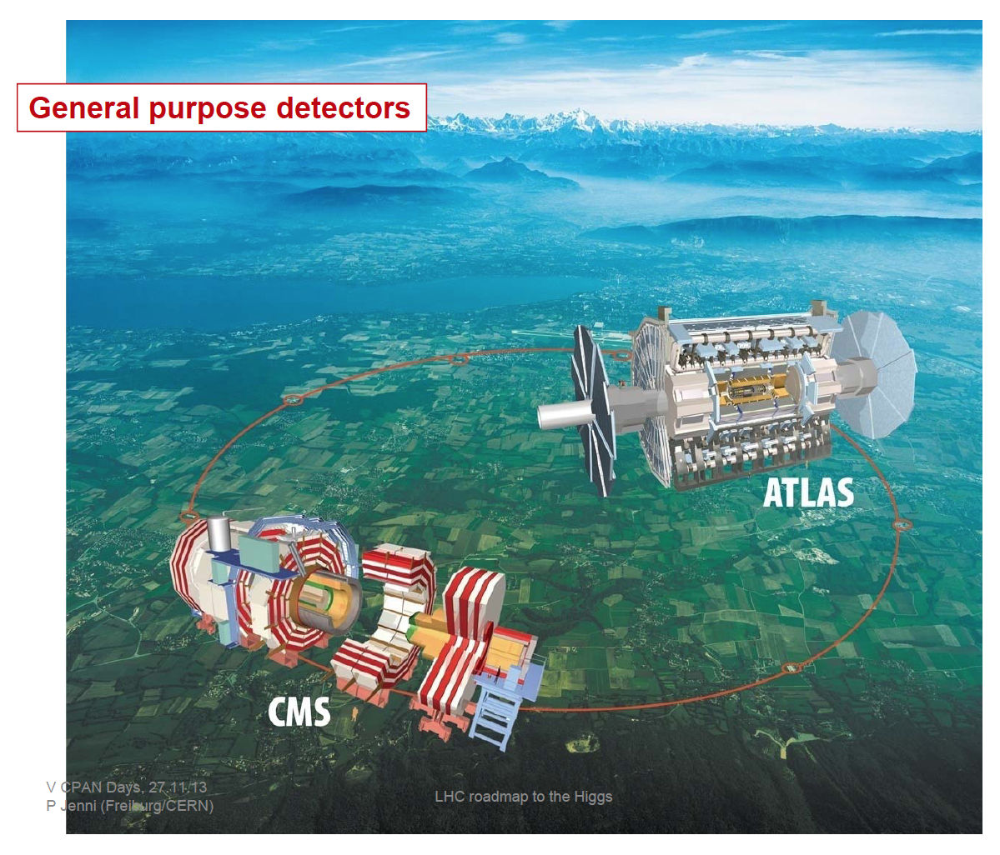 General purpose detectors
ATLAS
CMS
V CPAN Days, 27.11.13
P Jenni (Freiburg/CERN)
LHC roadmap to the Higgs